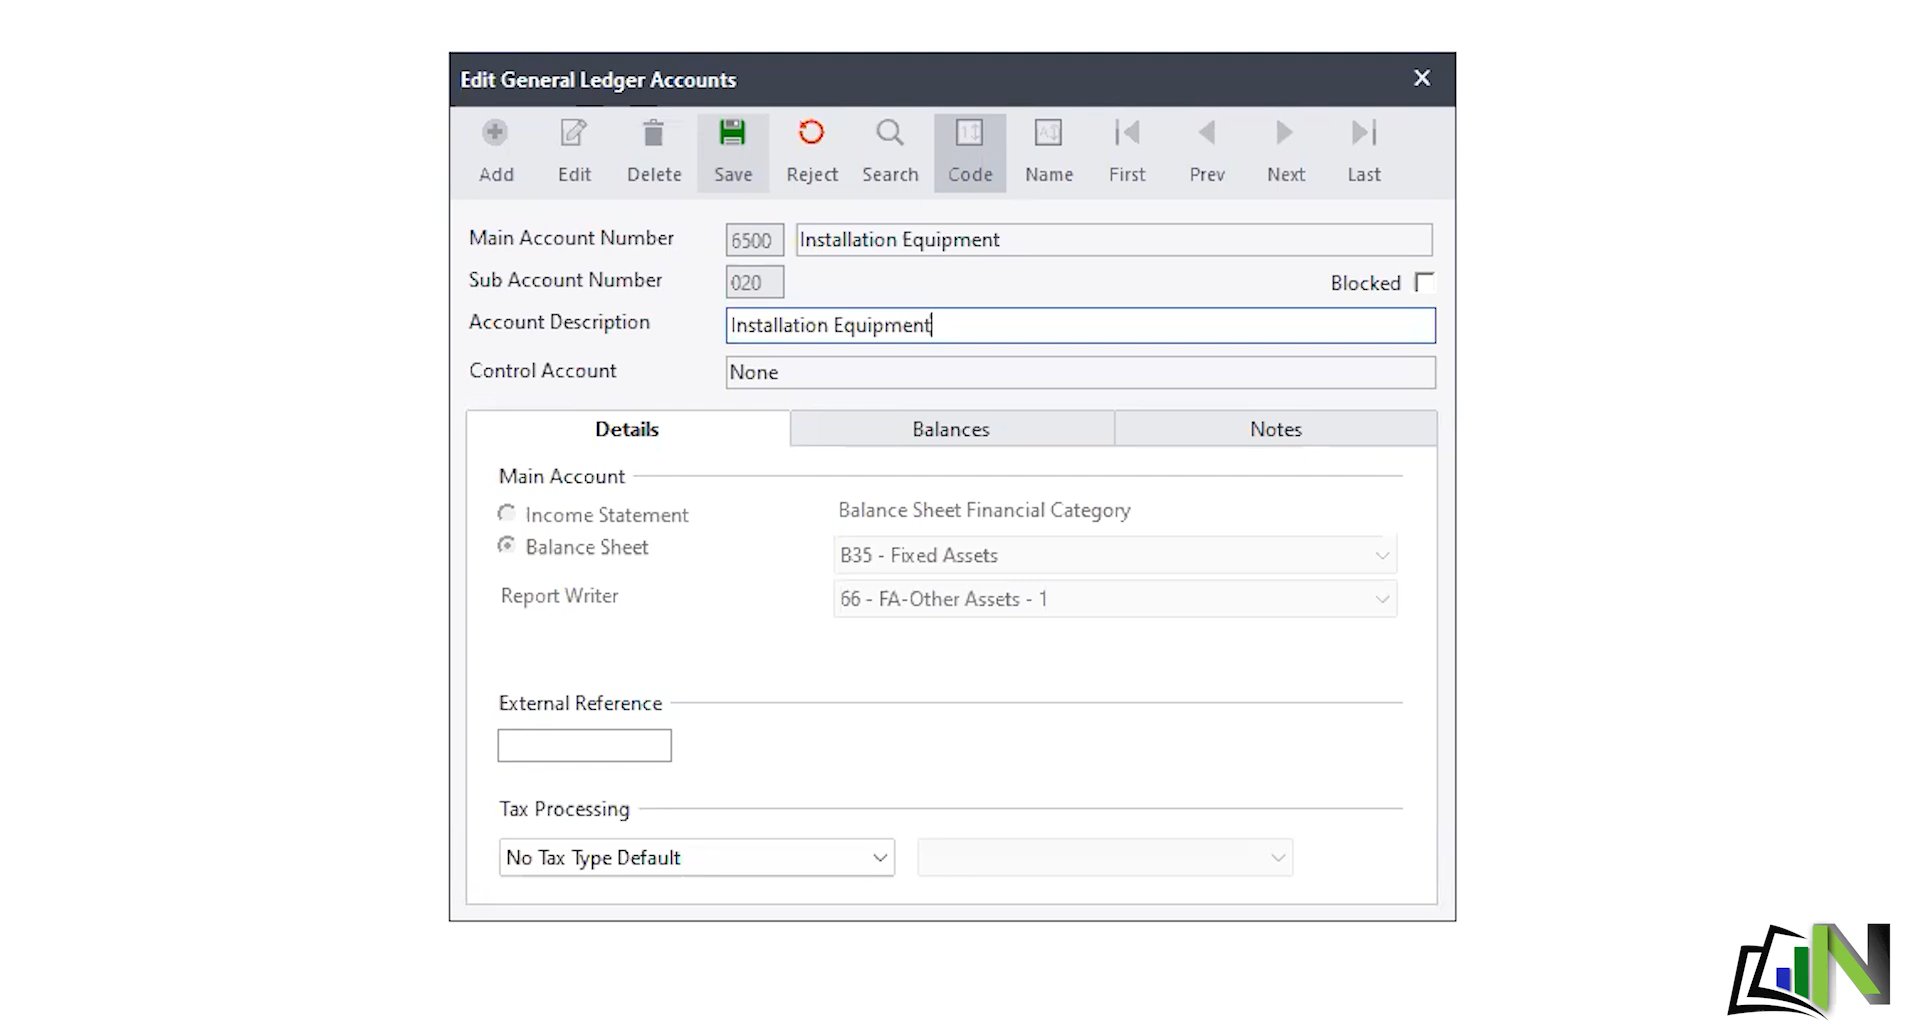 Edit General Ledger Accounts
Add Edit Delete Save Reject Search Code Name First Prev Next Last
Main Account Number 6500 Installation Equipment
Sub Account Number 020 Blocked
Account Description Installation Equipment
Control Account None
Details Balances Notes
Main Account
Income Statement Balance Sheet Financial Category
Balance Sheet B35 - Fixed Assets
Report Writer 66 - FA-Other Assets - 1
External Reference
Tax Processing
No Tax Type Default
N